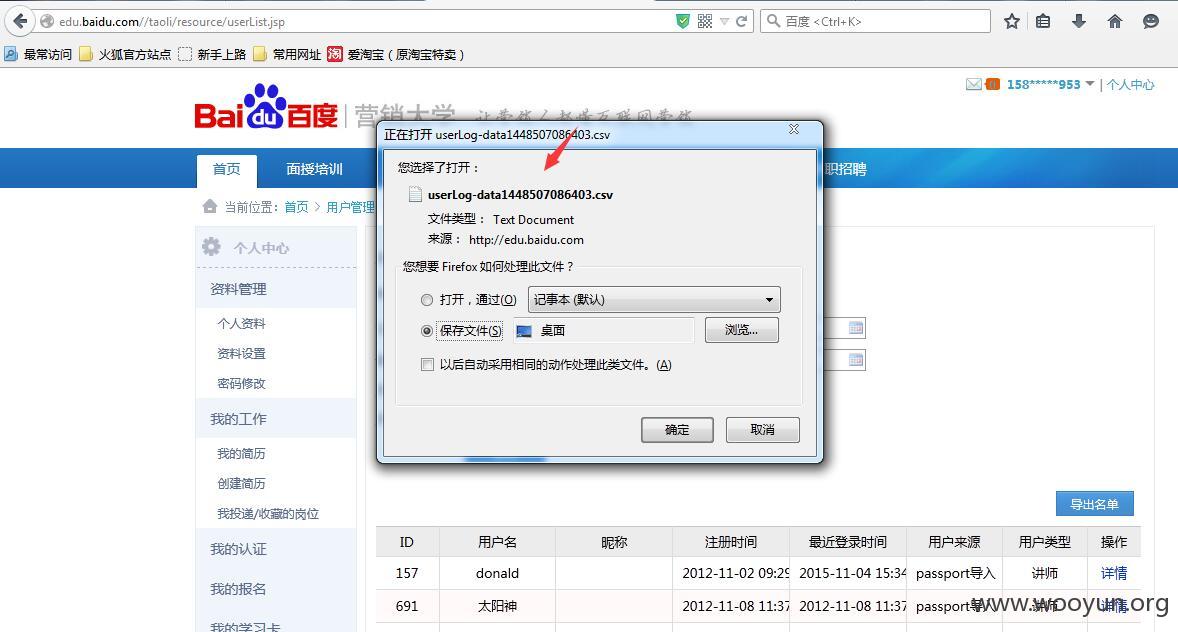 edu.baidu.com//taoli/resource/userList.jsp
百度 <Ctrl+K>
最常访问 火狐官方站点 新手上路 常用网址 淘 爱淘宝（原淘宝特卖）
158*****953 | 个人中心
Bai du 百度 | 营销大学
首页 面授培训 职招聘
当前位置：首页 > 用户管理
个人中心
资料管理
个人资料
资料设置
密码修改
我的工作
我的简历
创建简历
我投递/收藏的岗位
我的认证
我的报名
我的学习卡
正在打开 userLog-data1448507086403.csv
您选择了打开：
userLog-data1448507086403.csv
文件类型： Text Document
来源： http://edu.baidu.com
您想要 Firefox 如何处理此文件？
打开，通过(O) 记事本 (默认)
保存文件(S) 桌面 浏览...
以后自动采用相同的动作处理此类文件。(A)
确定 取消
导出名单
ID 用户名 昵称 注册时间 最近登录时间 用户来源 用户类型 操作
157 donald 2012-11-02 09:29 2015-11-04 15:34 passport导入 讲师 详情
691 太阳神 2012-11-08 11:37 2012-11-08 11:37 passport导入 讲师 详情
www.wooyun.org